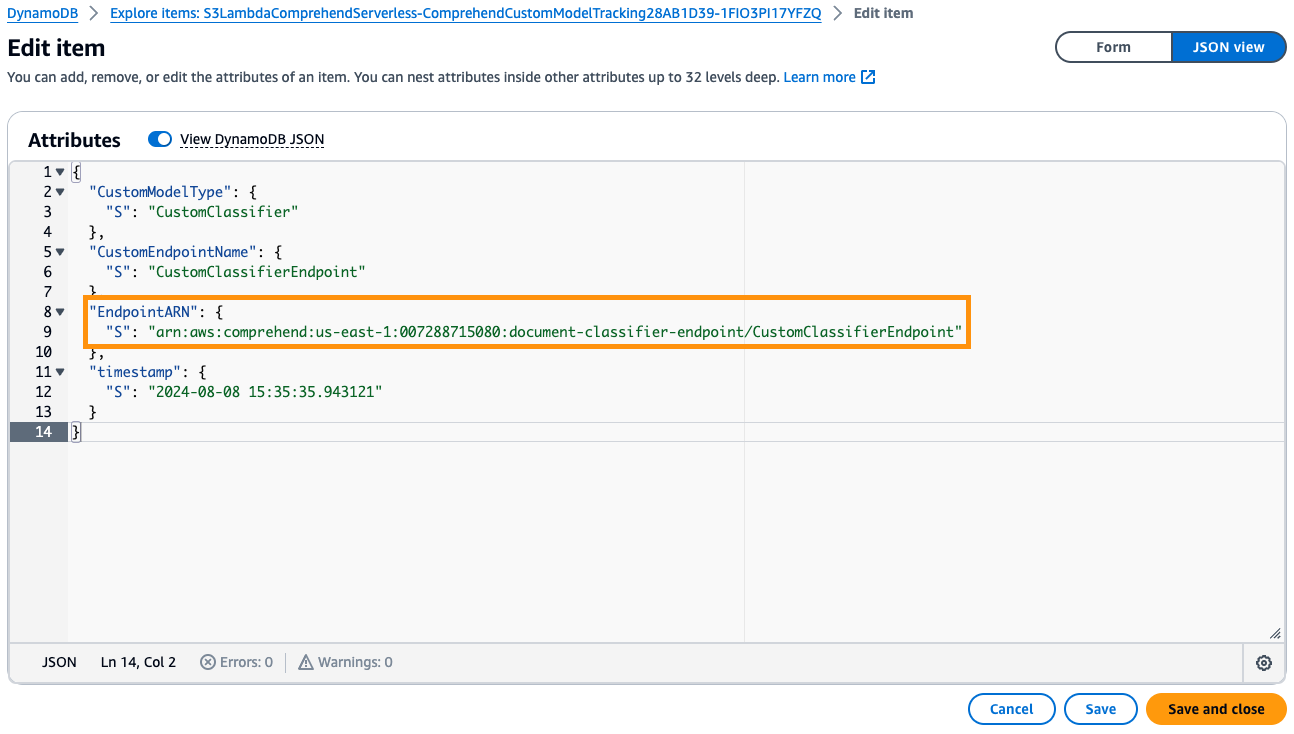 DynamoDB > Explore items: S3LambdaComprehendServerless-ComprehendCustomModelTracking28AB1D39-1FIO3PI17YFZQ > Edit item
Edit item
Form JSON view
You can add, remove, or edit the attributes of an item. You can nest attributes inside other attributes up to 32 levels deep. Learn more
Attributes View DynamoDB JSON
1 {
2 "CustomModelType": {
3 "S": "CustomClassifier"
4 },
5 "CustomEndpointName": {
6 "S": "CustomClassifierEndpoint"
7 }
8 "EndpointARN": {
9 "S": "arn:aws:comprehend:us-east-1:007288715080:document-classifier-endpoint/CustomClassifierEndpoint"
10 },
11 "timestamp": {
12 "S": "2024-08-08 15:35:35.943121"
13 }
14 }
JSON Ln 14, Col 2 Errors: 0 Warnings: 0
Cancel Save Save and close